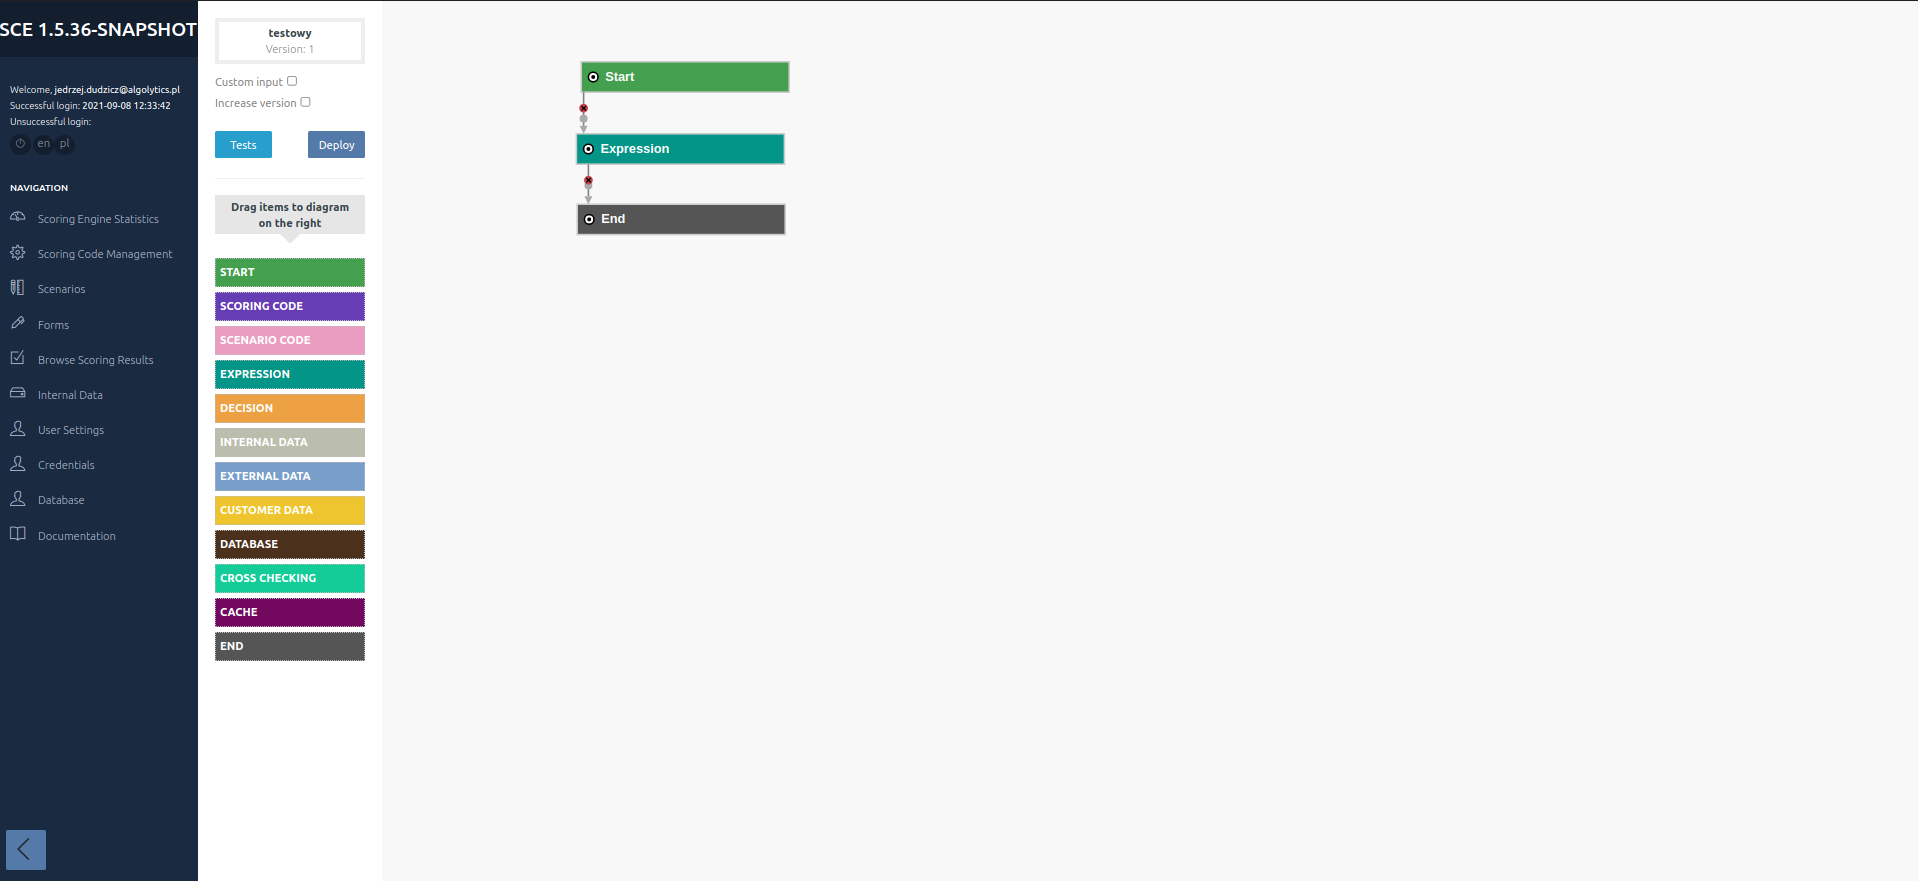 SCE 1.5.36-SNAPSHOT
Welcome, jedrzej.dudzicz@algolytics.pl
Successful login: 2021-09-08 12:33:42
Unsuccessful login:
en pl
NAVIGATION
Scoring Engine Statistics
Scoring Code Management
Scenarios
Forms
Browse Scoring Results
Internal Data
User Settings
Credentials
Database
Documentation
testowy
Version: 1
Custom input
Increase version
Tests Deploy
Drag items to diagram
on the right
START
SCORING CODE
SCENARIO CODE
EXPRESSION
DECISION
INTERNAL DATA
EXTERNAL DATA
CUSTOMER DATA
DATABASE
CROSS CHECKING
CACHE
END
Start
Expression
End